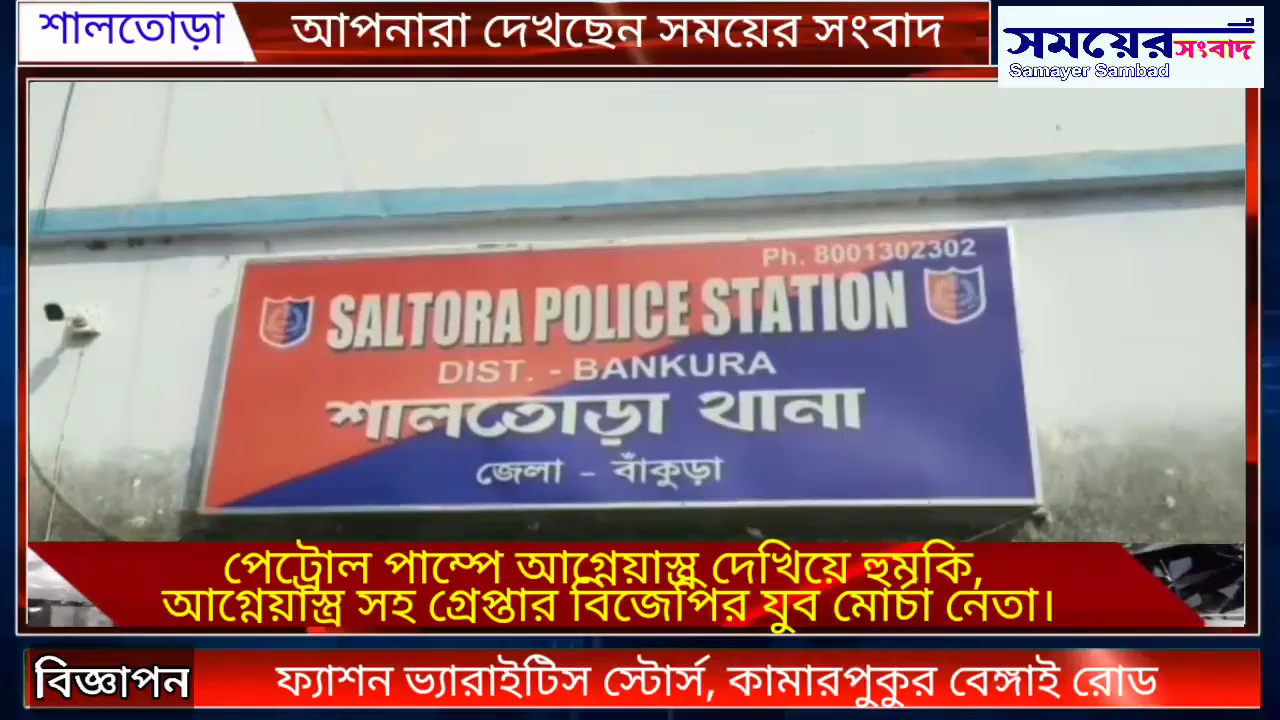 শালতোড়া
আপনারা দেখছেন সময়ের সংবাদ
সময়ের সংবাদ
Samayer Sambad
Ph. 8001302302
SALTORA POLICE STATION
DIST. - BANKURA
শালতোড়া থানা
জেলা - বাঁকুড়া
পেট্রোল পাম্পে আগ্নেয়াস্ত্র দেখিয়ে হুমকি,
আগ্নেয়াস্ত্র সহ গ্রেপ্তার বিজেপির যুব মোর্চা নেতা।
বিজ্ঞাপন
ফ্যাশন ভ্যারাইটিস স্টোর্স, কামারপুকুর বেঙ্গাই রোড